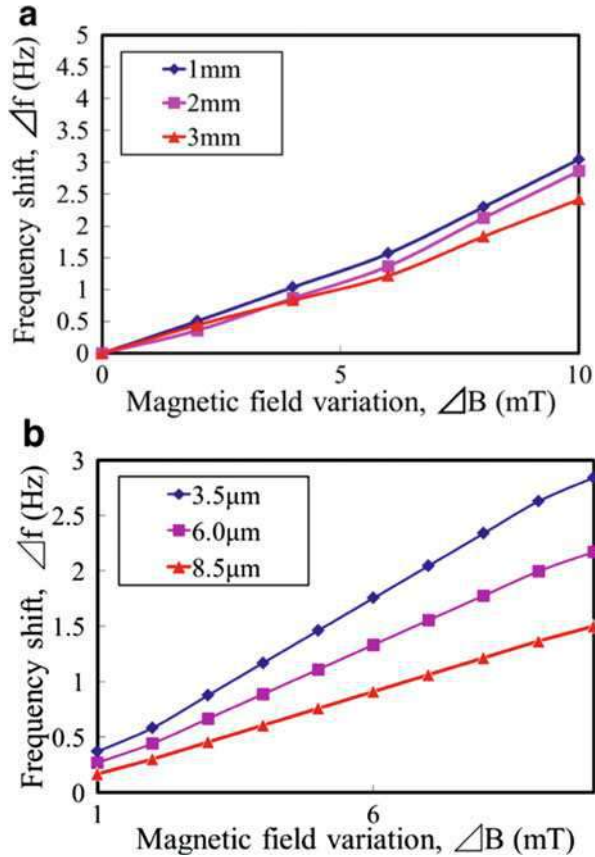 a
Frequency shift, ⊿f (Hz)
5
4.5
4
3.5
3
2.5
2
1.5
1
0.5
0
1mm
2mm
3mm
0 5 10
Magnetic field variation, ⊿B (mT)
b
Frequency shift, ⊿f (Hz)
3
2.5
2
1.5
1
0.5
0
3.5μm
6.0μm
8.5μm
1 6
Magnetic field variation, ⊿B (mT)